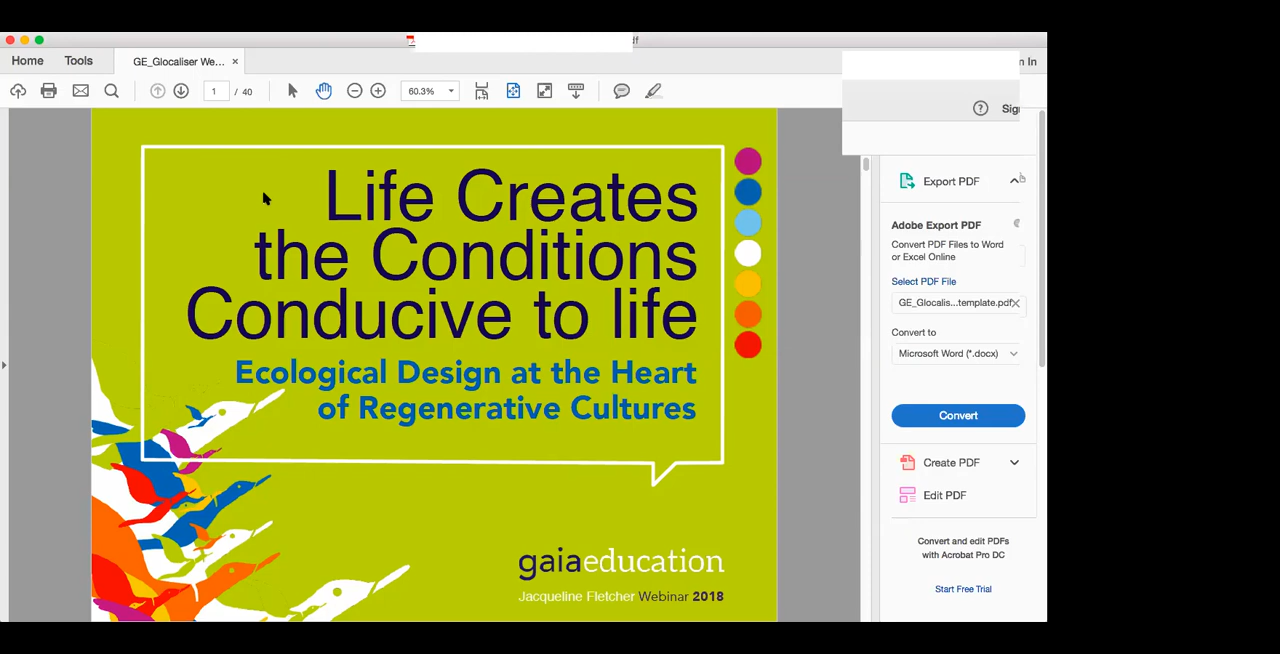 df
Home
Tools
GE_Glocaliser We...
n In
1 / 40
60.3%
Sig
Life Creates
the Conditions
Conducive to life
Ecological Design at the Heart
of Regenerative Cultures
gaiaeducation
Jacqueline Fletcher Webinar 2018
Export PDF
Adobe Export PDF
Convert PDF Files to Word
or Excel Online
Select PDF File
GE_Glocalis...template.pdf
Convert to
Microsoft Word (*.docx)
Convert
Create PDF
Edit PDF
Convert and edit PDFs
with Acrobat Pro DC
Start Free Trial